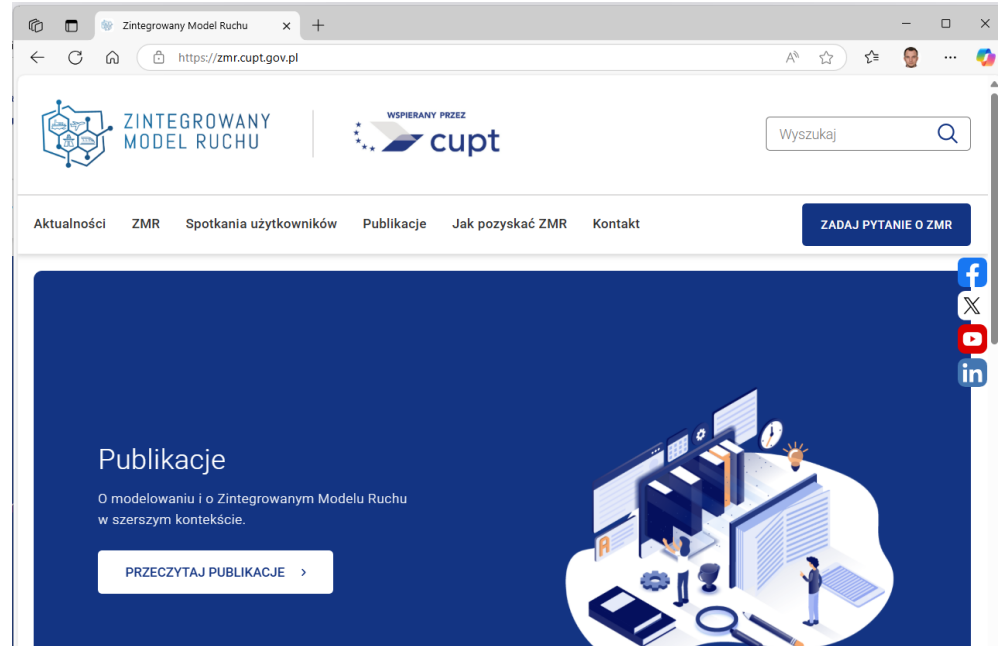 Zintegrowany Model Ruchu
https://zmr.cupt.gov.pl
ZINTEGROWANY
MODEL RUCHU
WSPIERANY PRZEZ
cupt
Wyszukaj
Aktualności ZMR Spotkania użytkowników Publikacje Jak pozyskać ZMR Kontakt
ZADAJ PYTANIE O ZMR
Publikacje
O modelowaniu i o Zintegrowanym Modelu Ruchu
w szerszym kontekście.
PRZECZYTAJ PUBLIKACJE
A
f
X
in